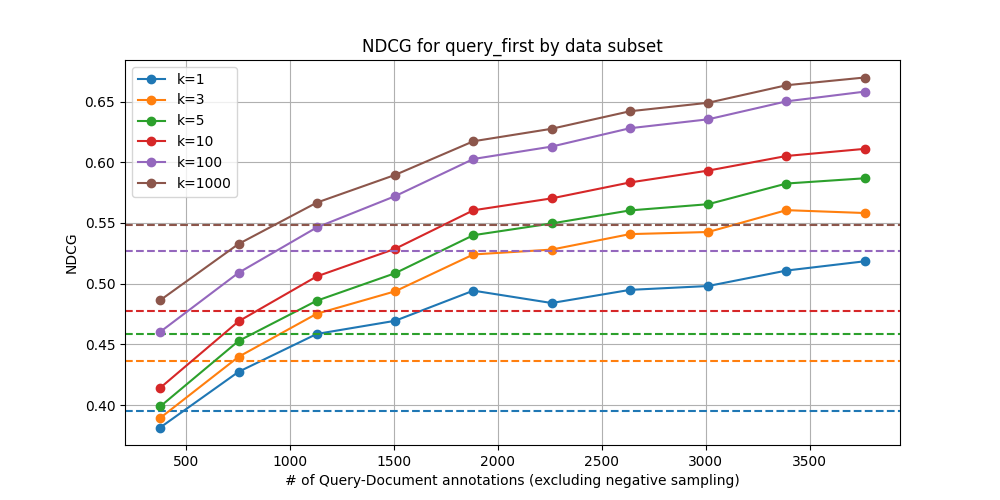 NDCG for query_first by data subset
k=1
k=3
k=5
k=10
k=100
k=1000
NDCG
0.65
0.60
0.55
0.50
0.45
0.40
500
1000
1500
2000
2500
3000
3500
# of Query-Document annotations (excluding negative sampling)